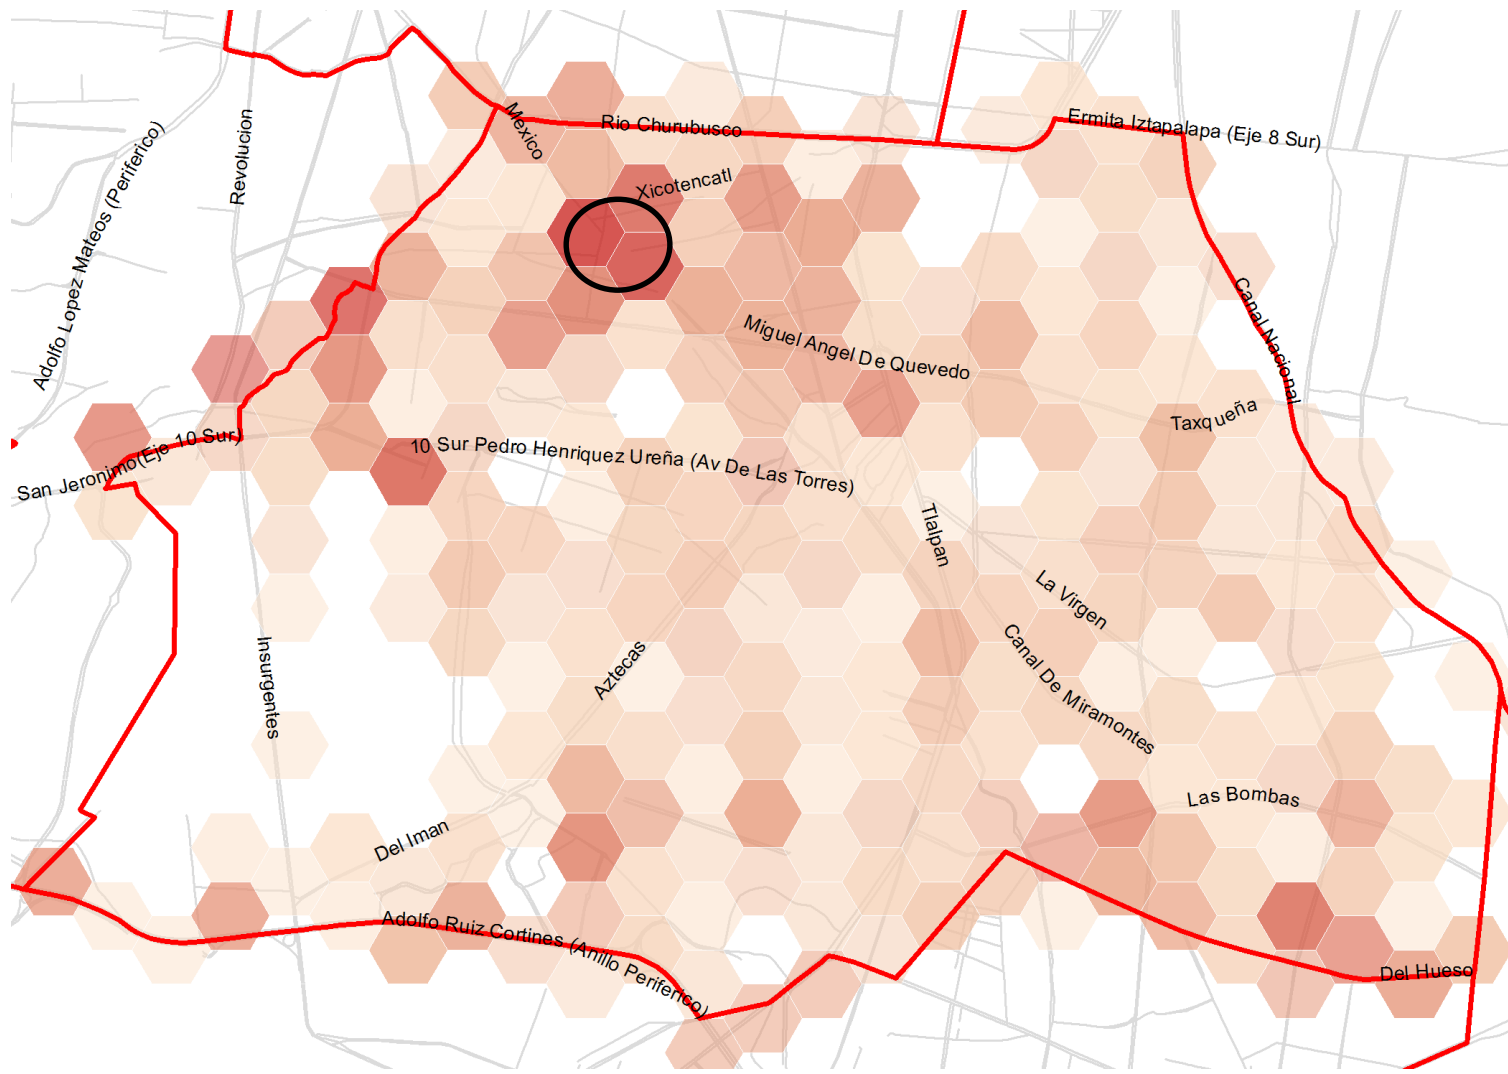 Mexico
Rio Churubusco
Ermita Iztapalapa (Eje 8 Sur)
Revolucion
Adolfo Lopez Mateos (Periferico)
Xicotencatl
Canal Nacional
Miguel Angel De Quevedo
Taxqueña
San Jeronimo(Ejo 10 Sur)
10 Sur Pedro Henriquez Ureña (Av De Las Torres)
Tlalpan
La Virgen
Insurgentes
Aztecas
Canal De Miramontes
Las Bombas
Del Iman
Adolfo Ruiz Cortines (Anillo Periferico)
Del Hueso